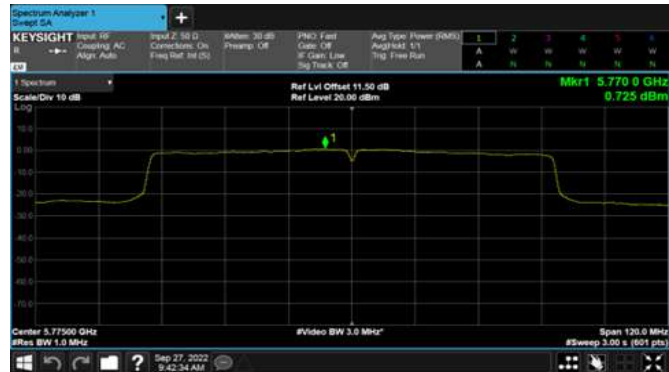 Spectrum Analyzer 1
Swept SA
+
KEYSIGHT
R
Input: RF
Coupling: AC
Align: Auto
Input Z: 50 Ω
Corrections: On
Freq Ref: Int (S)
#Atten: 30 dB
Preamp: Off
PNO: Fast
Gate: Off
IF Gain: Low
Sig Track: Off
Avg Type: Power (RMS)
Avg|Hold: 1/1
Trig: Free Run
1 2 3 4 5 6
A W W W W W
A N N N N N
1 Spectrum
Scale/Div 10 dB
Log
Ref Lvl Offset 11.50 dB
Ref Level 20.00 dBm
Mkr1 5.770 0 GHz
0.725 dBm
10.0
0.00
1
-10.0
-20.0
-30.0
-40.0
-50.0
-60.0
-70.0
Center 5.77500 GHz
#Res BW 1.0 MHz
#Video BW 3.0 MHz*
Span 120.0 MHz
#Sweep 3.00 s (601 pts)
?
Sep 27, 2022
9:42:34 AM